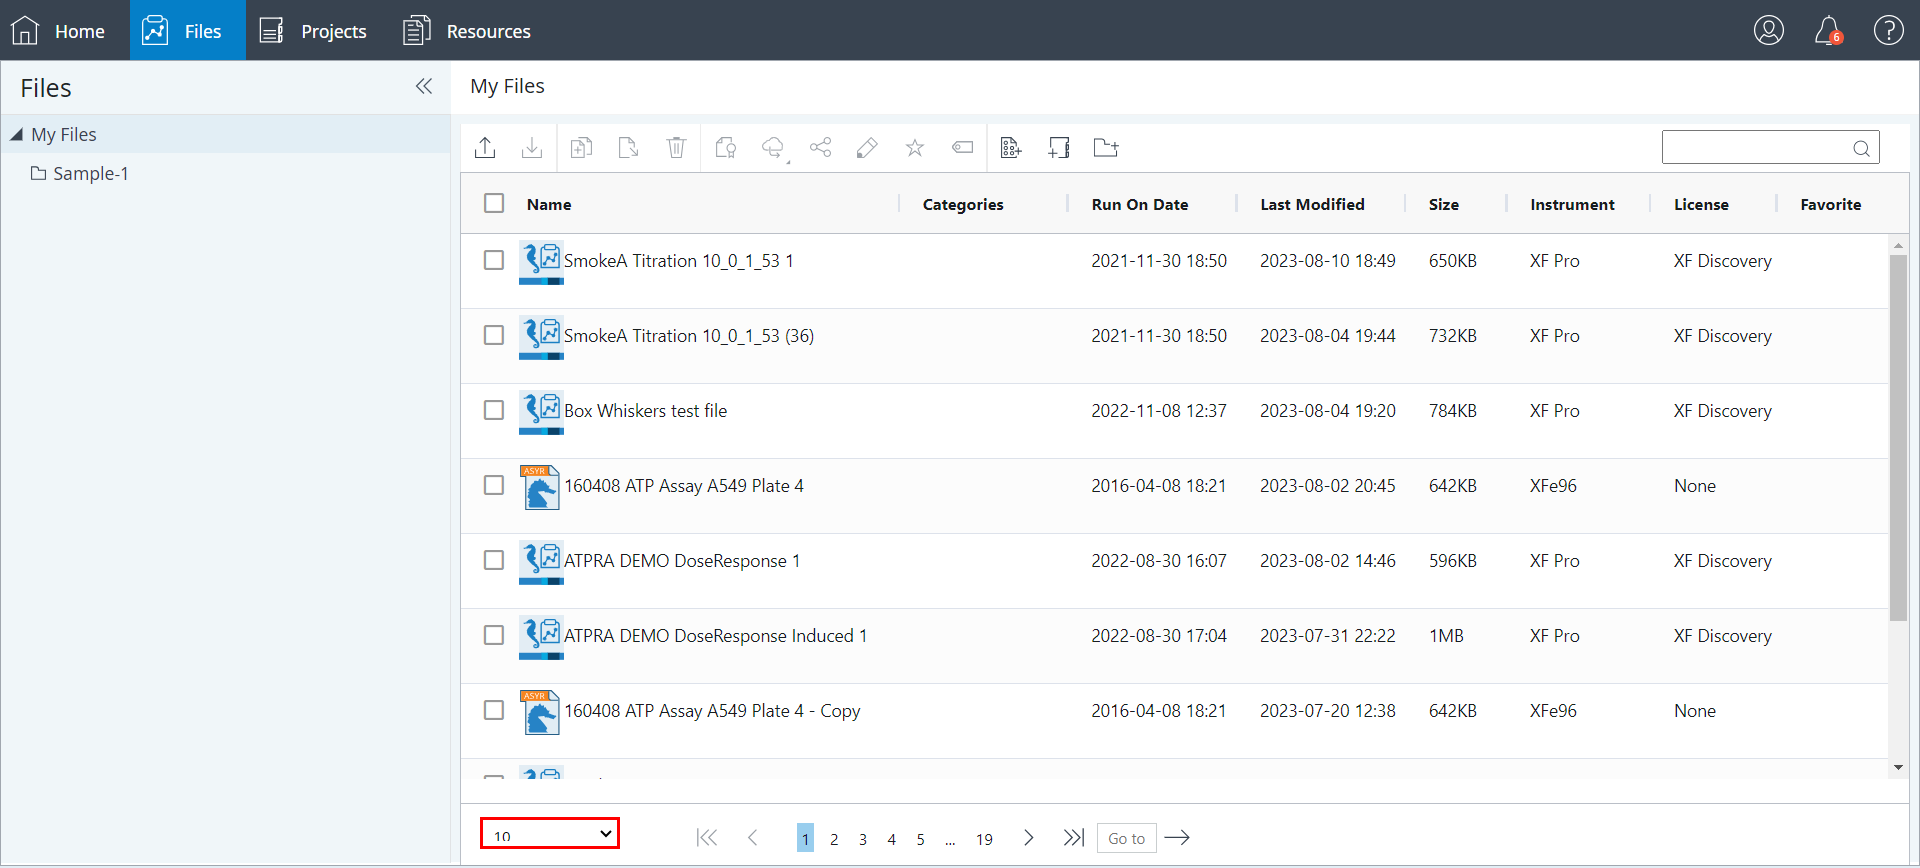 Home Files Projects Resources 6 ?
Files
My Files
My Files
Sample-1
Name Categories Run On Date Last Modified Size Instrument License Favorite
SmokeA Titration 10_0_1_53 1 2021-11-30 18:50 2023-08-10 18:49 650KB XF Pro XF Discovery
SmokeA Titration 10_0_1_53 (36) 2021-11-30 18:50 2023-08-04 19:44 732KB XF Pro XF Discovery
Box Whiskers test file 2022-11-08 12:37 2023-08-04 19:20 784KB XF Pro XF Discovery
ASYR 160408 ATP Assay A549 Plate 4 2016-04-08 18:21 2023-08-02 20:45 642KB XFe96 None
ATPRA DEMO DoseResponse 1 2022-08-30 16:07 2023-08-02 14:46 596KB XF Pro XF Discovery
ATPRA DEMO DoseResponse Induced 1 2022-08-30 17:04 2023-07-31 22:22 1MB XF Pro XF Discovery
ASYR 160408 ATP Assay A549 Plate 4 - Copy 2016-04-08 18:21 2023-07-20 12:38 642KB XFe96 None
10 1 2 3 4 5 ... 19 Go to